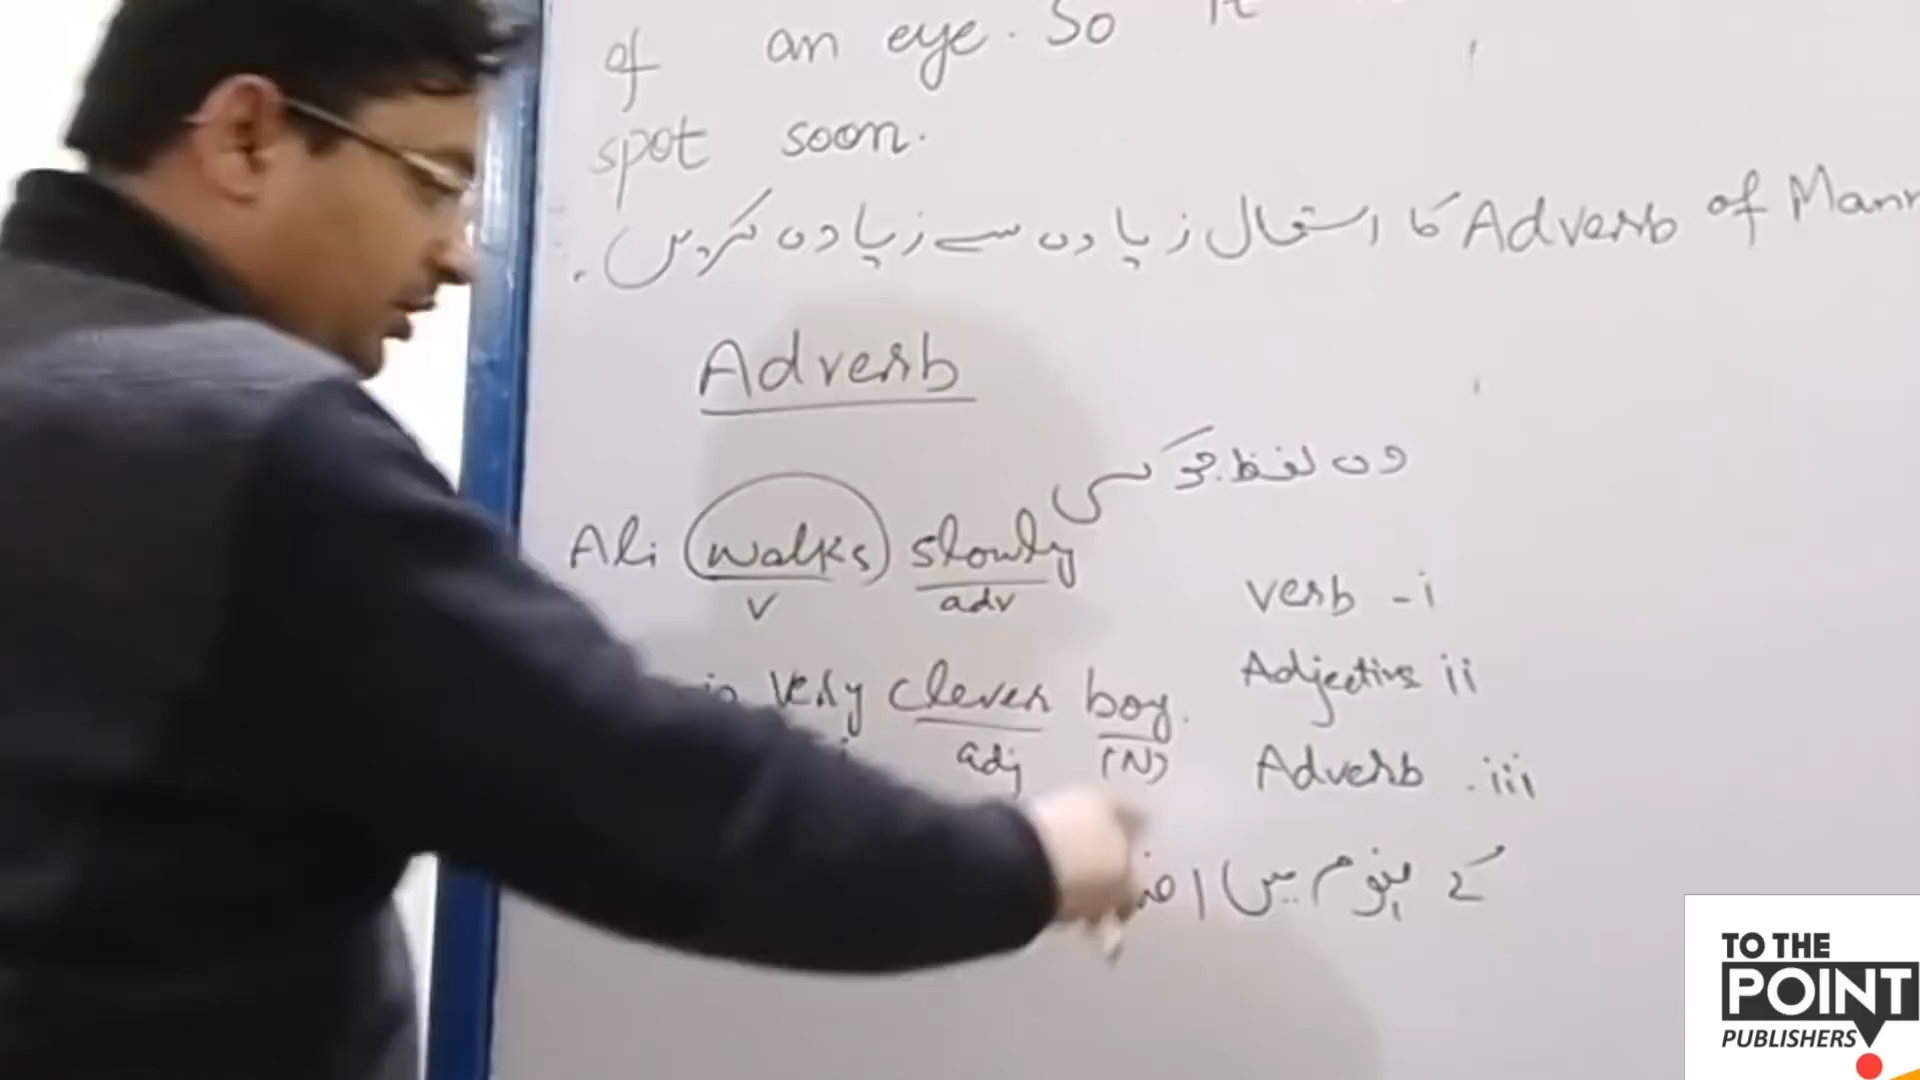 of an eye. So it
spot soon.
Adverb of Mann کا استعمال زیادہ سے زیادہ کریں۔
Adverb
وہ لفظ جو کسی
Ali walks slowly
v adv
verb - i
is very clever boy.
Adjective ii
adj (N)
Adverb . iii
کے مفہوم میں
TO THE
POINT
PUBLISHERS